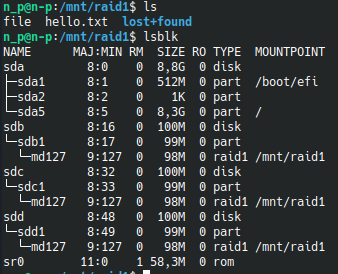 n_p@n-p:/mnt/raid1$ ls
file  hello.txt  lost+found
n_p@n-p:/mnt/raid1$ lsblk
NAME      MAJ:MIN RM  SIZE RO TYPE  MOUNTPOINT
sda         8:0    0  8,8G  0 disk
├─sda1      8:1    0  512M  0 part  /boot/efi
├─sda2      8:2    0    1K  0 part
└─sda5      8:5    0  8,3G  0 part  /
sdb         8:16   0  100M  0 disk
└─sdb1      8:17   0   99M  0 part
  └─md127   9:127  0   98M  0 raid1 /mnt/raid1
sdc         8:32   0  100M  0 disk
└─sdc1      8:33   0   99M  0 part
  └─md127   9:127  0   98M  0 raid1 /mnt/raid1
sdd         8:48   0  100M  0 disk
└─sdd1      8:49   0   99M  0 part
  └─md127   9:127  0   98M  0 raid1 /mnt/raid1
sr0        11:0    1 58,3M  0 rom